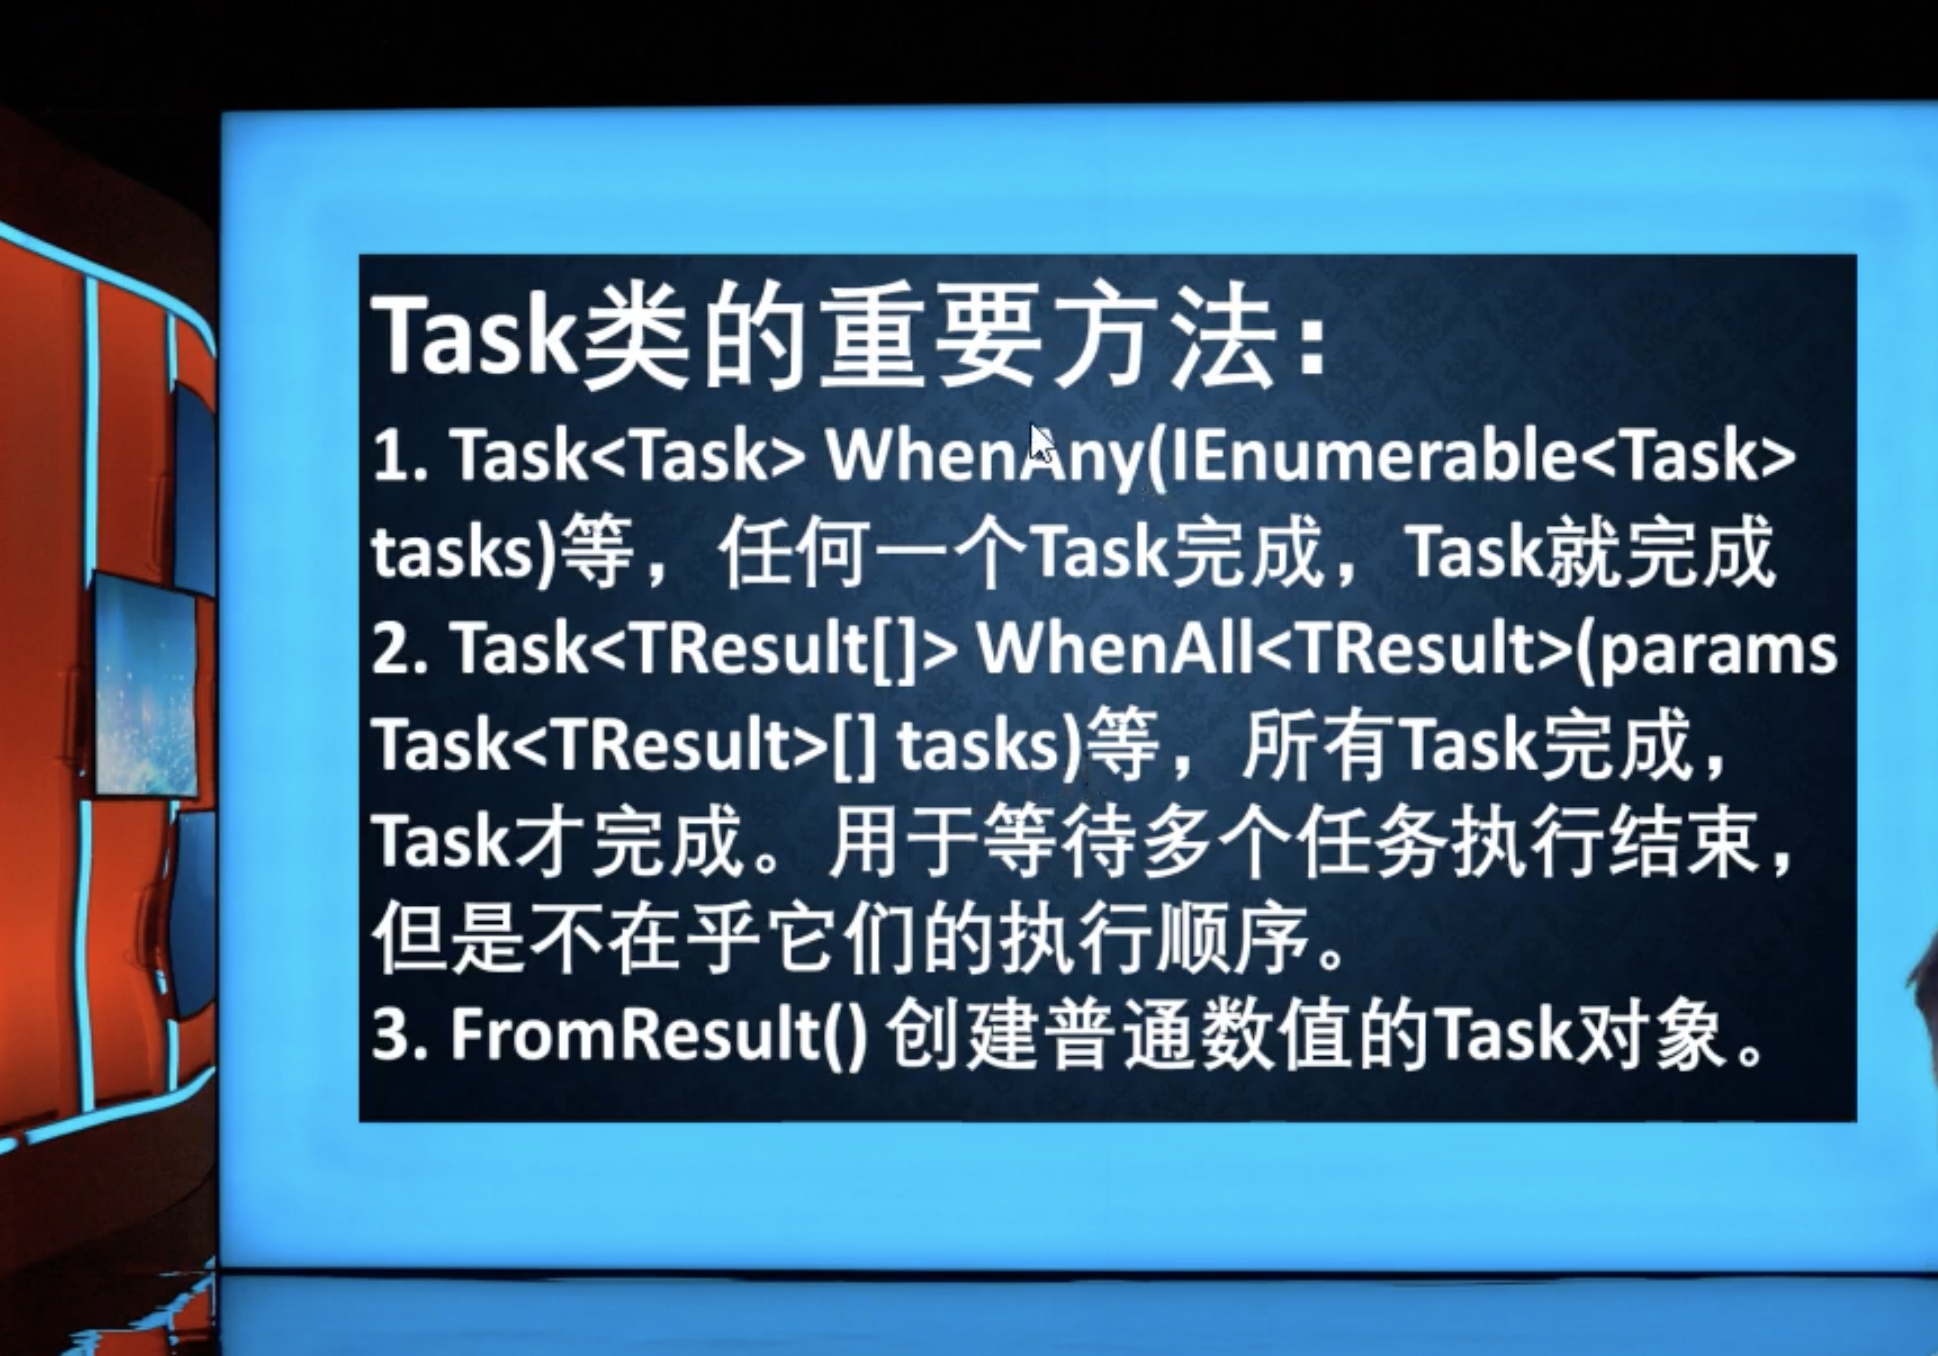 Task类的重要方法：
1. Task<Task> WhenAny(IEnumerable<Task>
tasks)等，任何一个Task完成，Task就完成
2. Task<TResult[]> WhenAll<TResult>(params
Task<TResult>[] tasks)等，所有Task完成，
Task才完成。用于等待多个任务执行结束，
但是不在乎它们的执行顺序。
3. FromResult() 创建普通数值的Task对象。